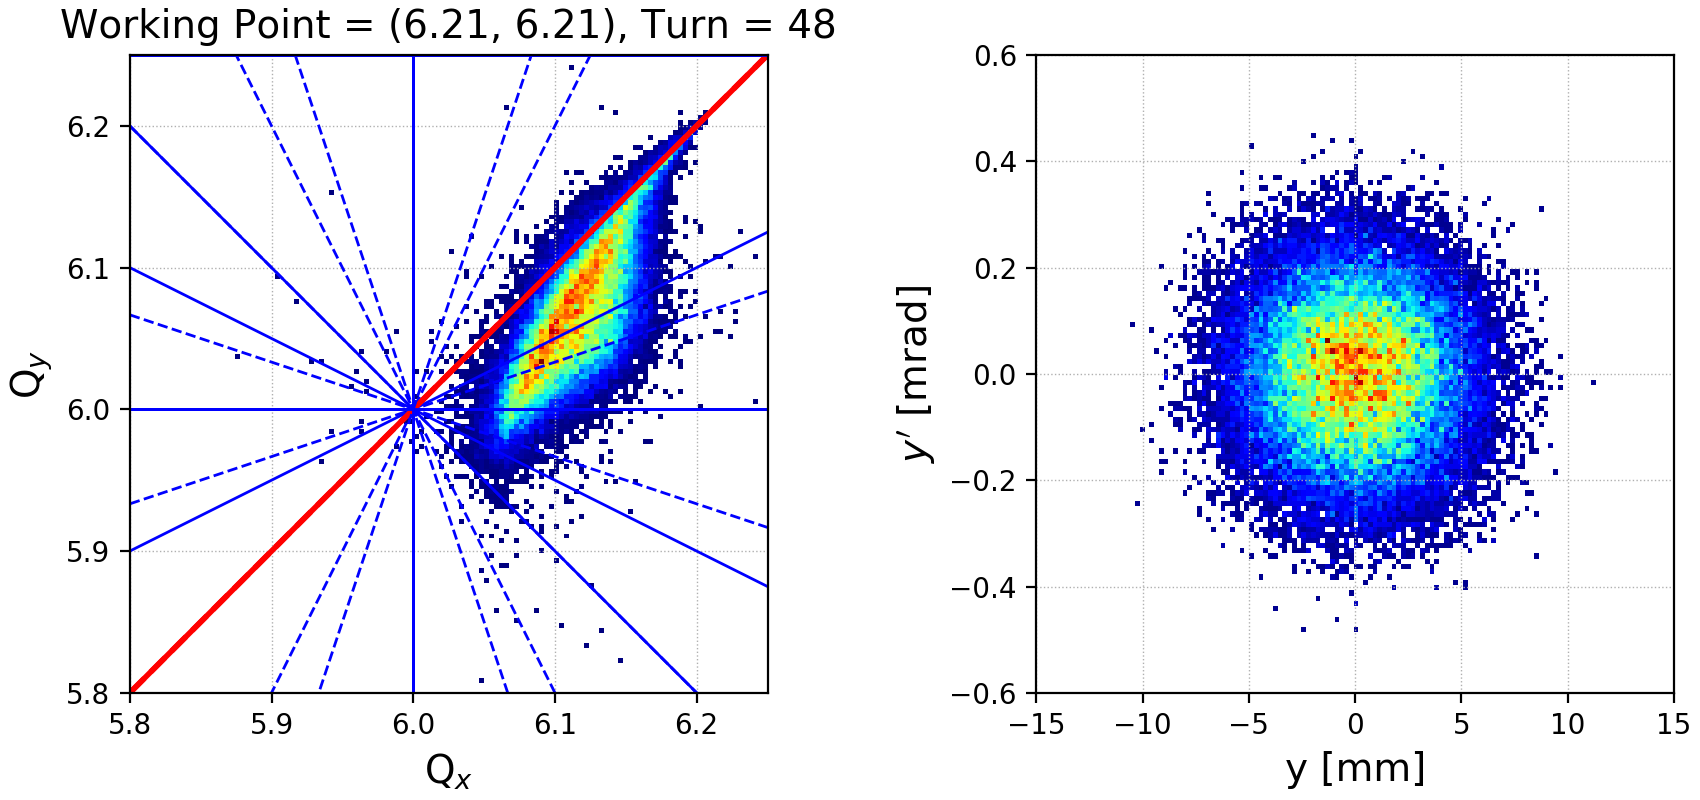 Working Point = (6.21, 6.21), Turn = 48
6.2
6.1
6.0
5.9
5.8
Q_y
5.8 5.9 6.0 6.1 6.2
Q_x
0.6
0.4
0.2
0.0
−0.2
−0.4
−0.6
y′ [mrad]
−15 −10 −5 0 5 10 15
y [mm]